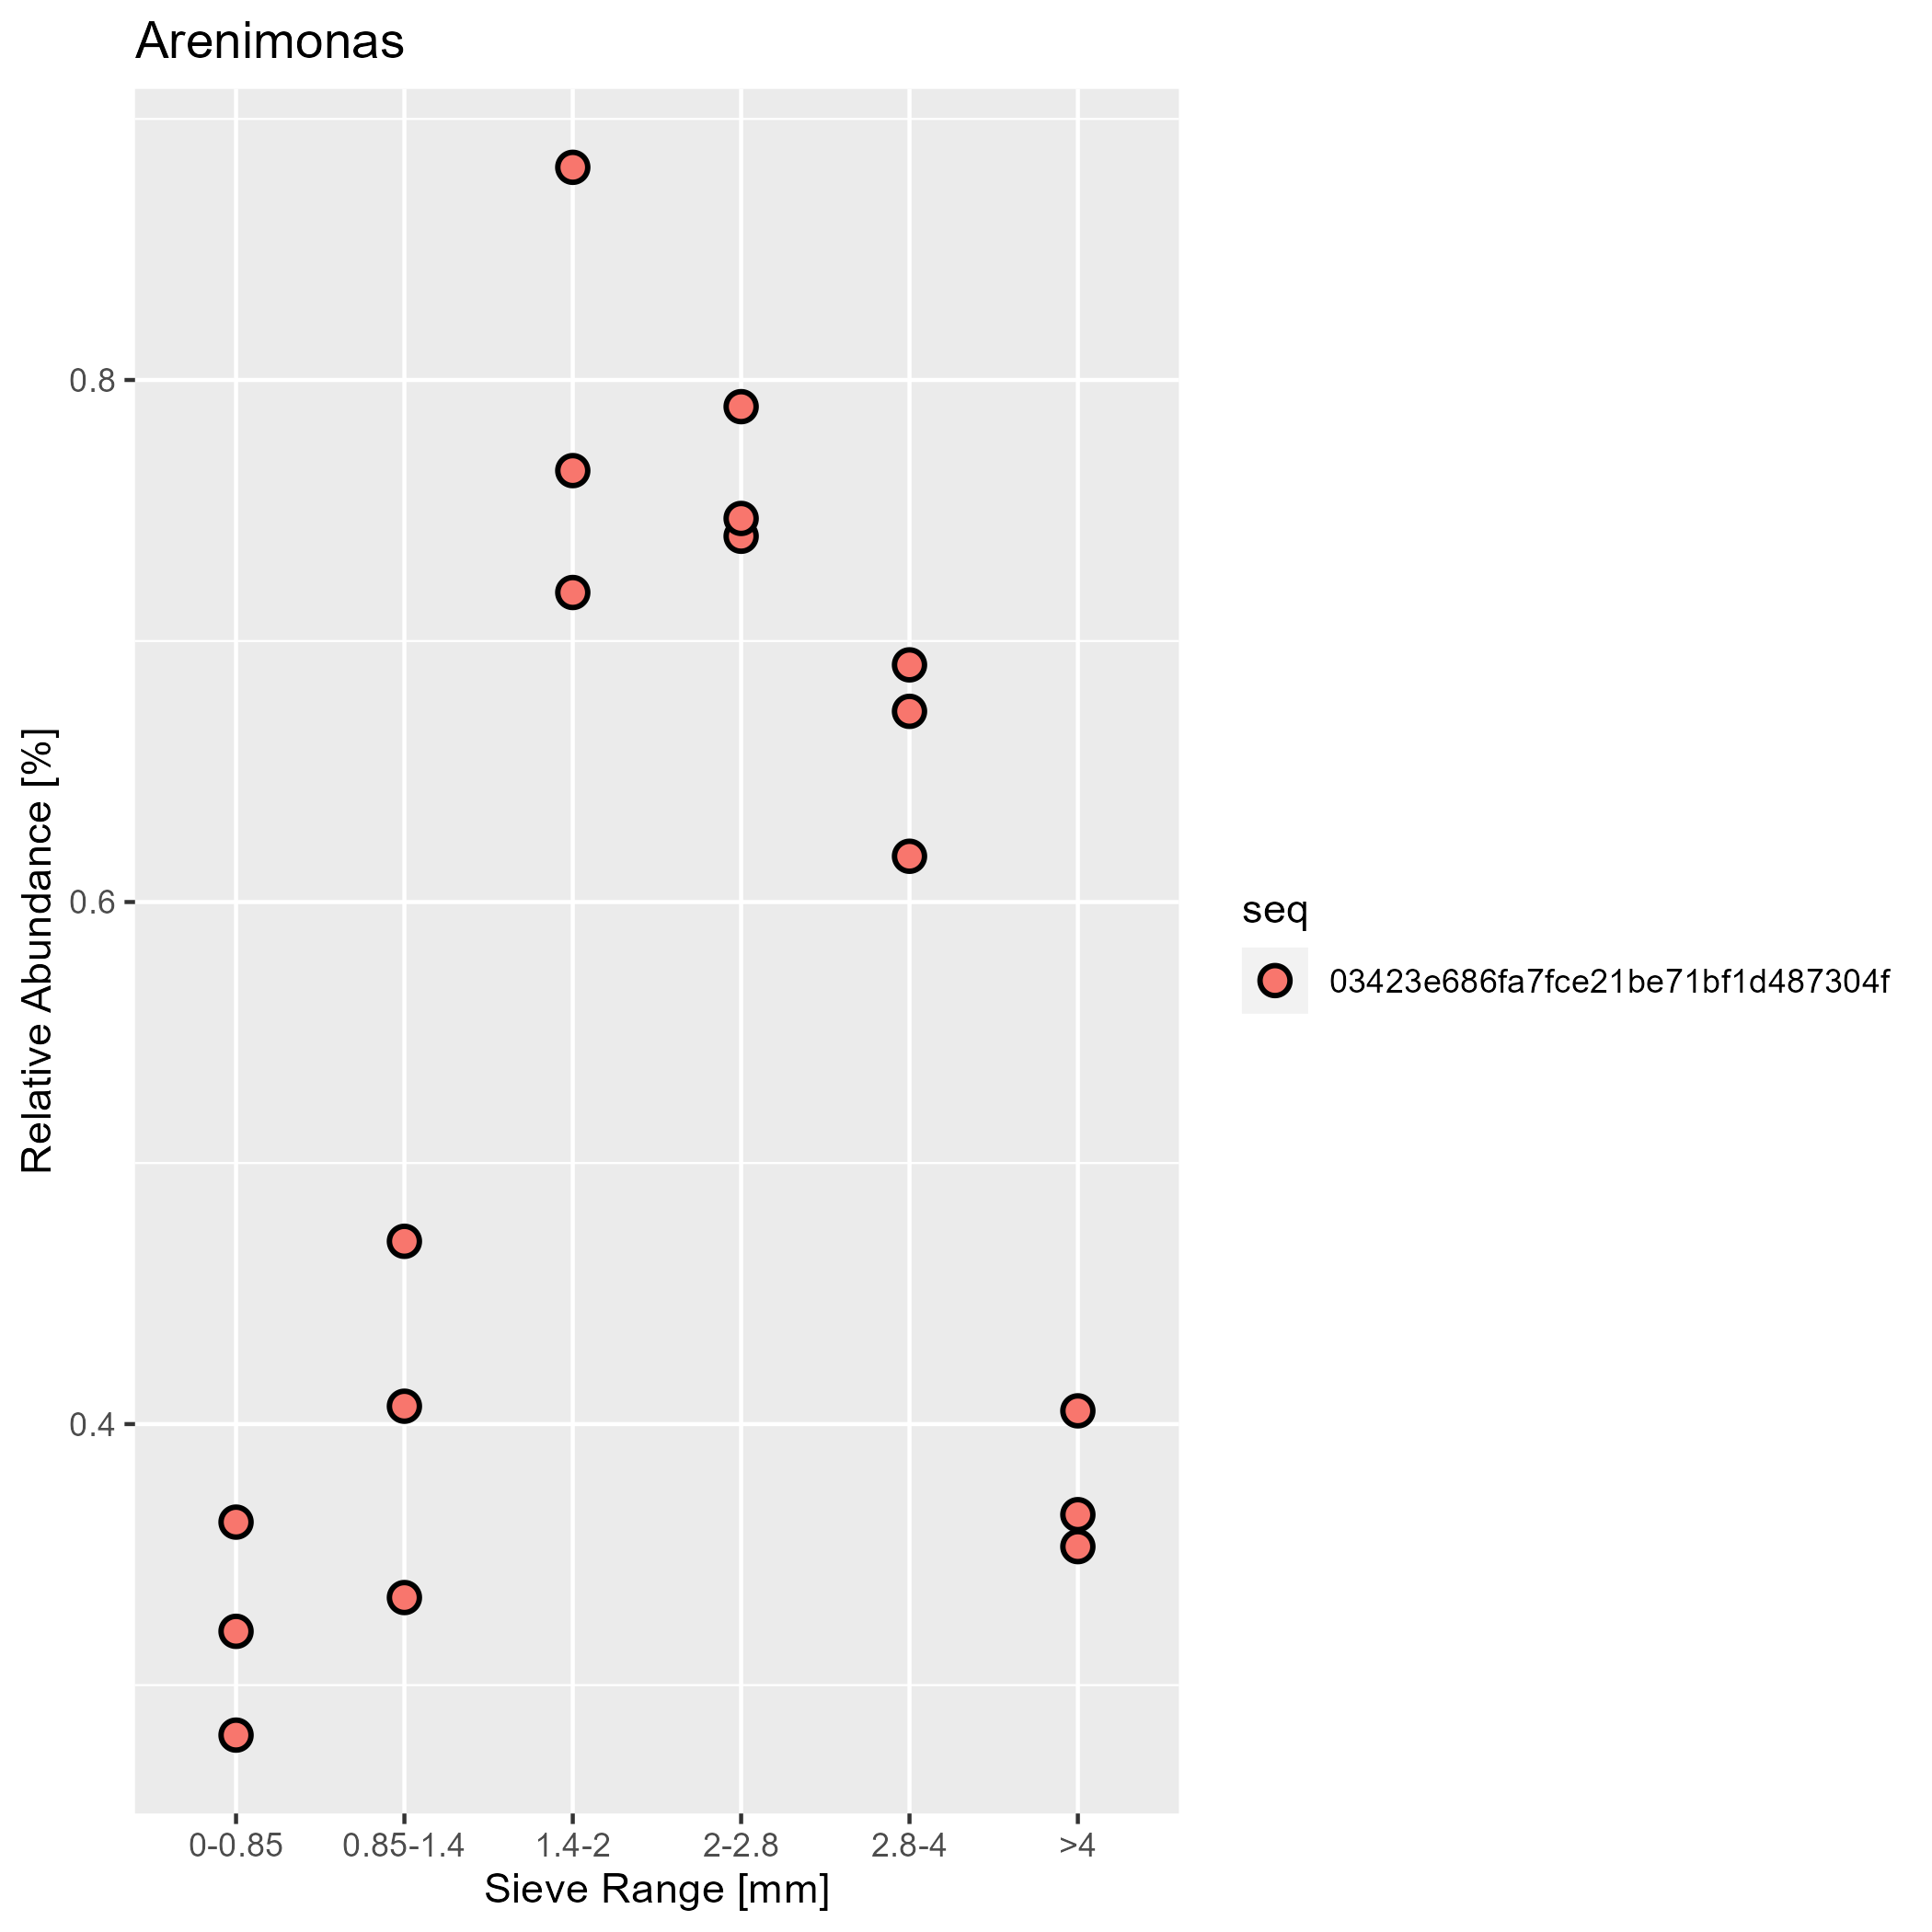 Arenimonas
Relative Abundance [%]
0.8
0.6
0.4
0-0.85
0.85-1.4
1.4-2
2-2.8
2.8-4
>4
Sieve Range [mm]
seq
03423e686fa7fce21be71bf1d487304f